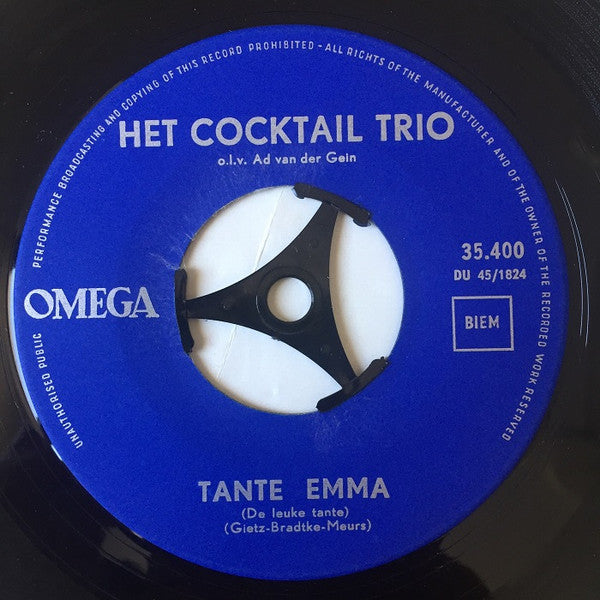 UNAUTHORISED PUBLIC PERFORMANCE BROADCASTING AND COPYING OF THIS RECORD PROHIBITED - ALL RIGHTS OF THE MANUFACTURER AND OF THE OWNER OF THE RECORDED WORK RESERVED
HET COCKTAIL TRIO
o.l.v. Ad van der Gein
35.400
DU 45/1824
OMEGA
BIEM
TANTE EMMA
(De leuke tante)
(Gietz-Bradtke-Meurs)